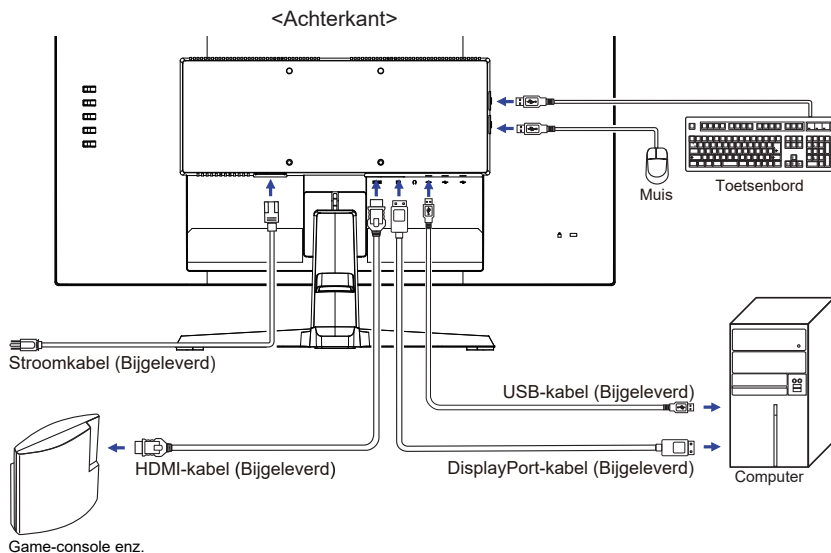 <Achterkant>
Muis
Toetsenbord
Stroomkabel (Bijgeleverd)
USB-kabel (Bijgeleverd)
HDMI-kabel (Bijgeleverd)
DisplayPort-kabel (Bijgeleverd)
Computer
Game-console enz.